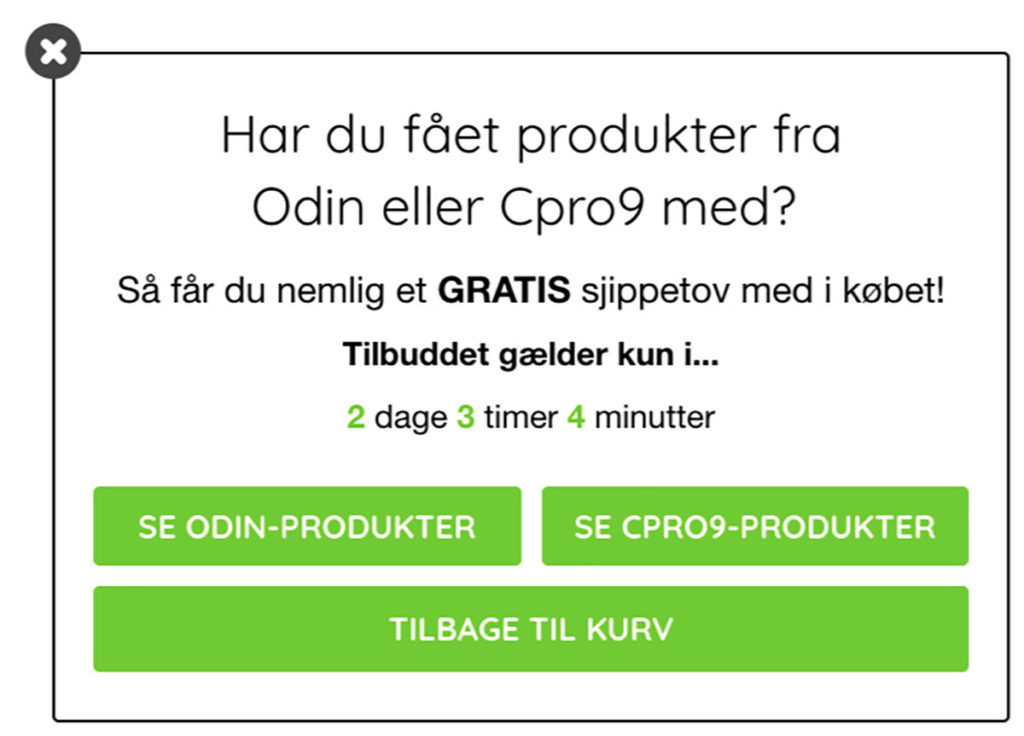 Har du fået produkter fra
Odin eller Cpro9 med?
Så får du nemlig et GRATIS sjippetov med i købet!
Tilbuddet gælder kun i...
2 dage 3 timer 4 minutter
SE ODIN-PRODUKTER
SE CPRO9-PRODUKTER
TILBAGE TIL KURV